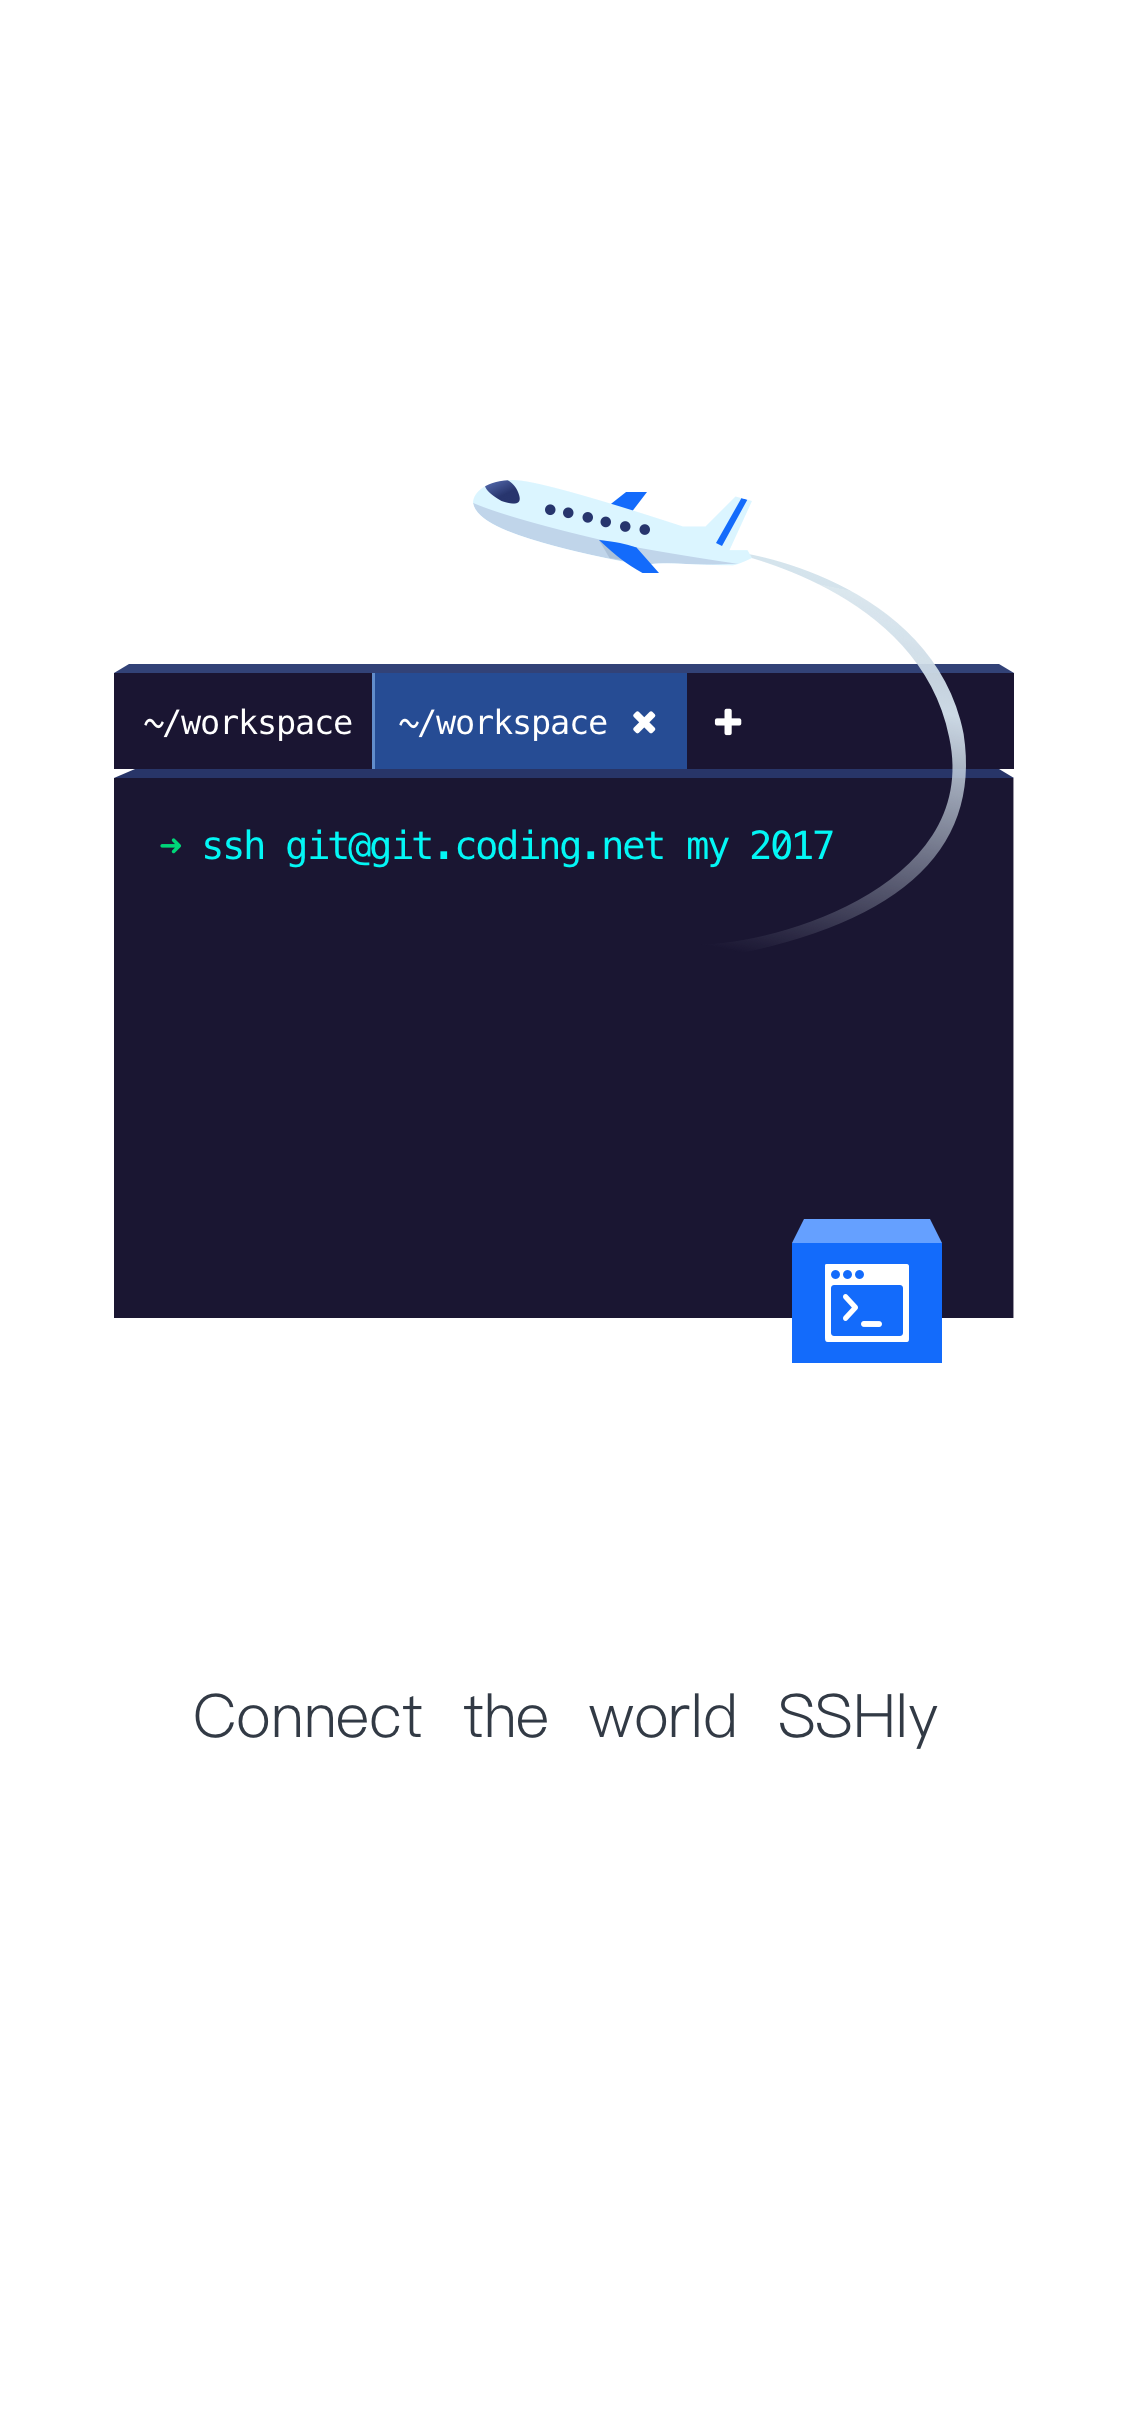 ~/workspace ~/workspace ✖ ✚
➜ ssh git@git.coding.net my 2017
Connect the world SSHly